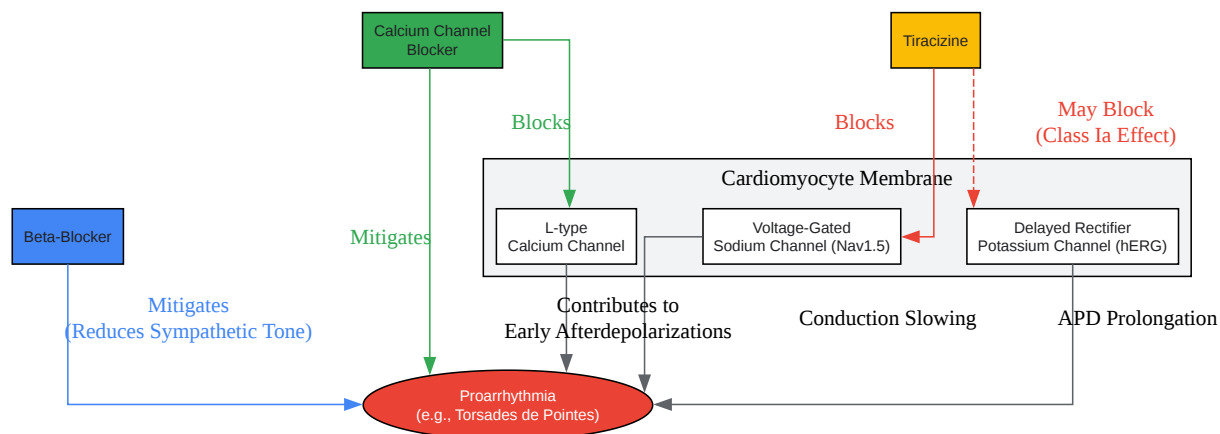 Calcium Channel
Blocker
Tiracizine
Blocks
Blocks
May Block
(Class Ia Effect)
Cardiomyocyte Membrane
Beta-Blocker
Mitigates
L-type
Calcium Channel
Voltage-Gated
Sodium Channel (Nav1.5)
Delayed Rectifier
Potassium Channel (hERG)
Mitigates
(Reduces Sympathetic Tone)
Contributes to
Early Afterdepolarizations
Conduction Slowing
APD Prolongation
Proarrhythmia
(e.g., Torsades de Pointes)